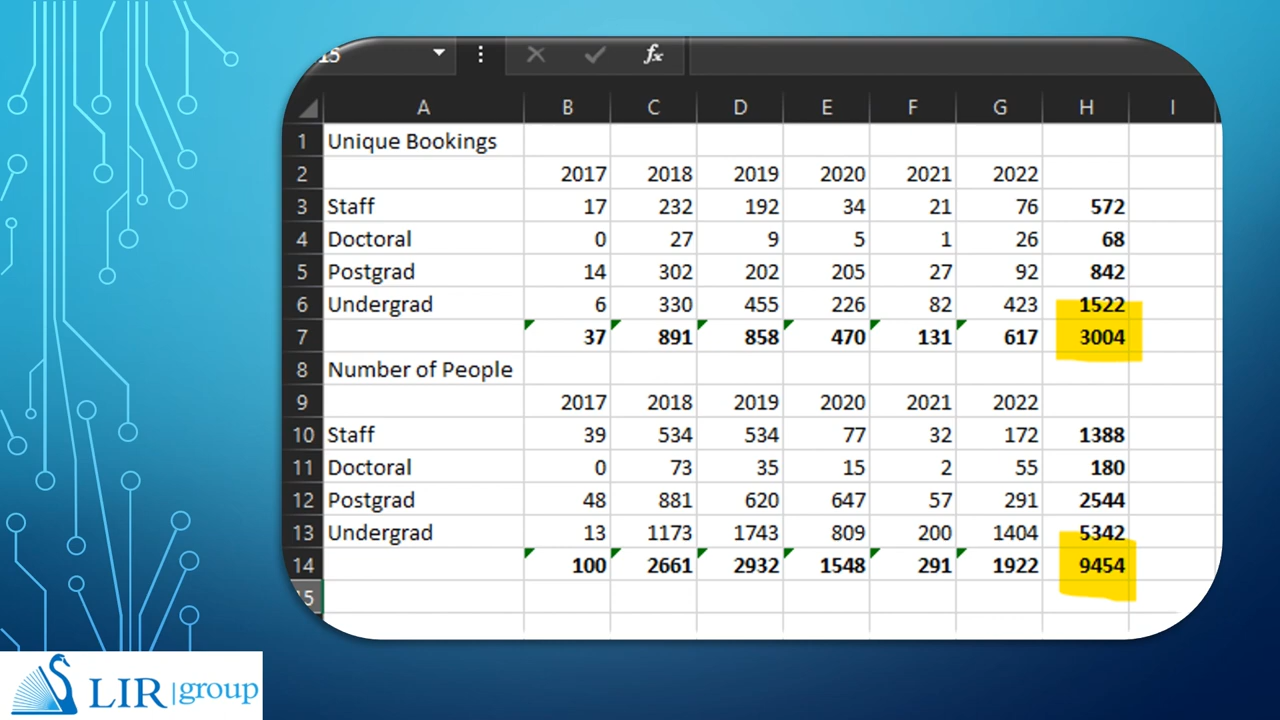 15 fx
A B C D E F G H I
1 Unique Bookings
2 2017 2018 2019 2020 2021 2022
3 Staff 17 232 192 34 21 76 572
4 Doctoral 0 27 9 5 1 26 68
5 Postgrad 14 302 202 205 27 92 842
6 Undergrad 6 330 455 226 82 423 1522
7 37 891 858 470 131 617 3004
8 Number of People
9 2017 2018 2019 2020 2021 2022
10 Staff 39 534 534 77 32 172 1388
11 Doctoral 0 73 35 15 2 55 180
12 Postgrad 48 881 620 647 57 291 2544
13 Undergrad 13 1173 1743 809 200 1404 5342
14 100 2661 2932 1548 291 1922 9454
15
LIR|group